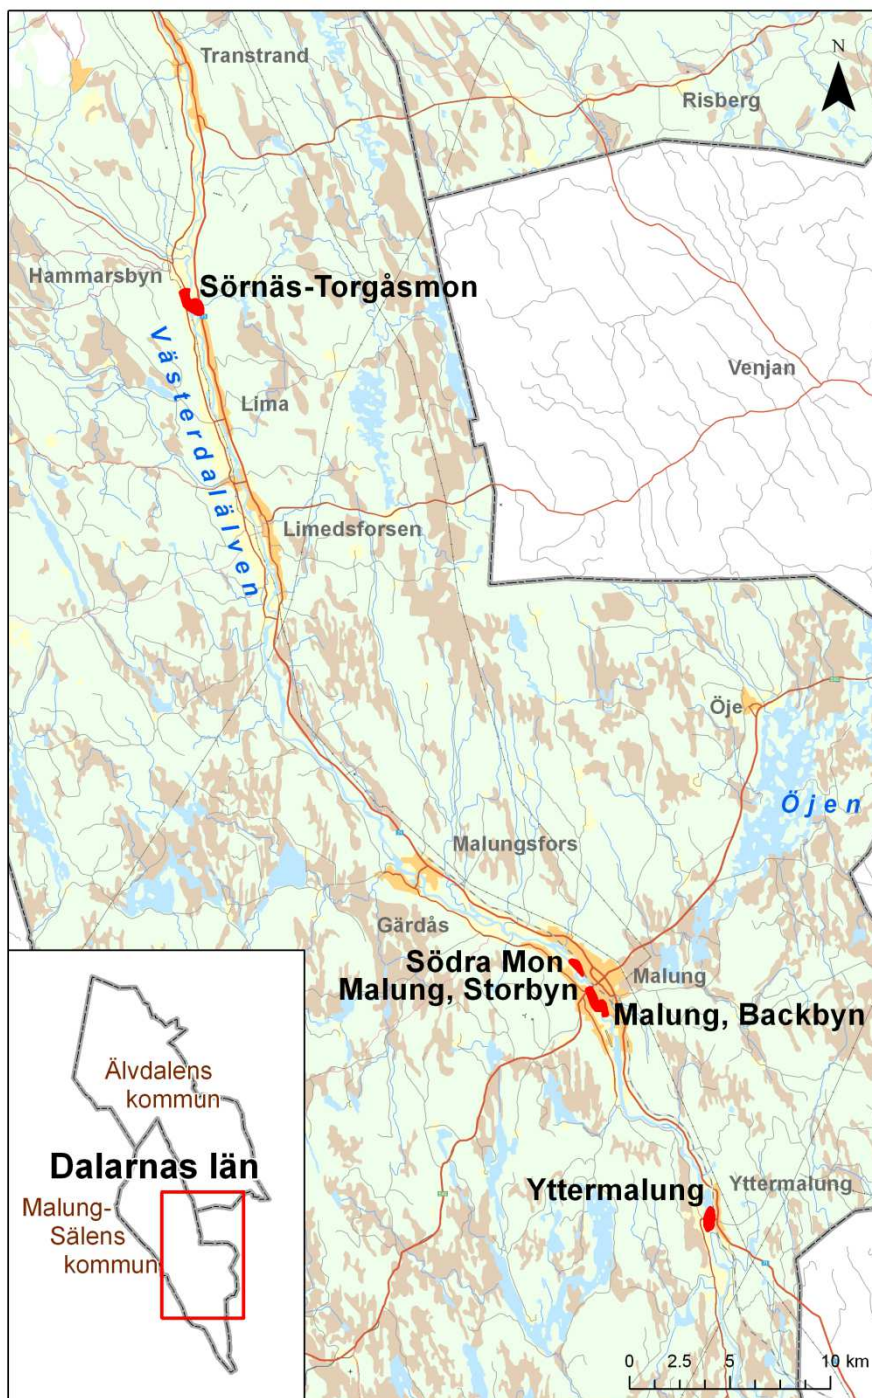 Transtrand
N
Risberg
Hammarsbyn
Sörnäs-Torgåsmon
Västerdalälven
Venjan
Lima
Limedsforsen
Öje
Öjen
Malungsfors
Gärdås
Södra Mon
Malung
Malung, Storbyn
Malung, Backbyn
Älvdalens
kommun
Dalarnas län
Malung-
Sälens
kommun
Yttermalung
Yttermalung
0 2.5 5 10 km